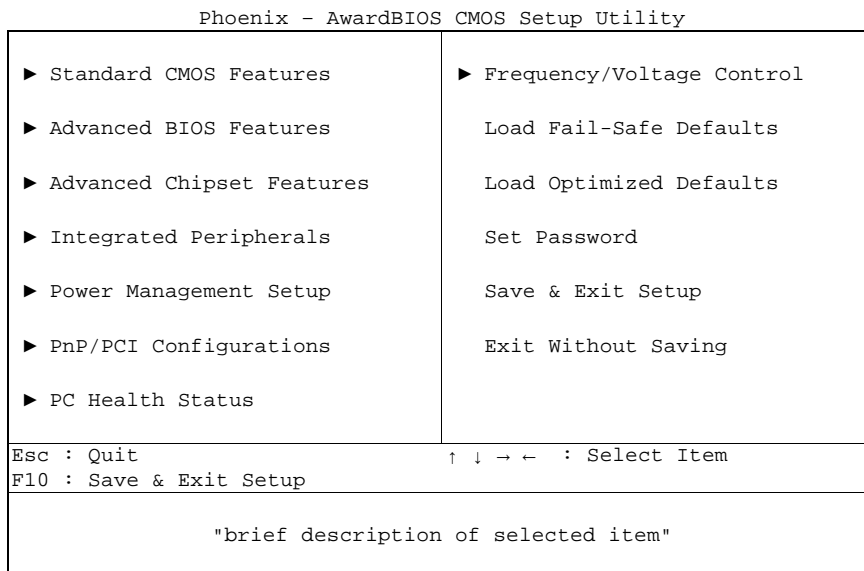 Phoenix – AwardBIOS CMOS Setup Utility
► Standard CMOS Features
► Advanced BIOS Features
► Advanced Chipset Features
► Integrated Peripherals
► Power Management Setup
► PnP/PCI Configurations
► PC Health Status
► Frequency/Voltage Control
Load Fail-Safe Defaults
Load Optimized Defaults
Set Password
Save & Exit Setup
Exit Without Saving
Esc : Quit
↑ ↓ → ← : Select Item
F10 : Save & Exit Setup
"brief description of selected item"